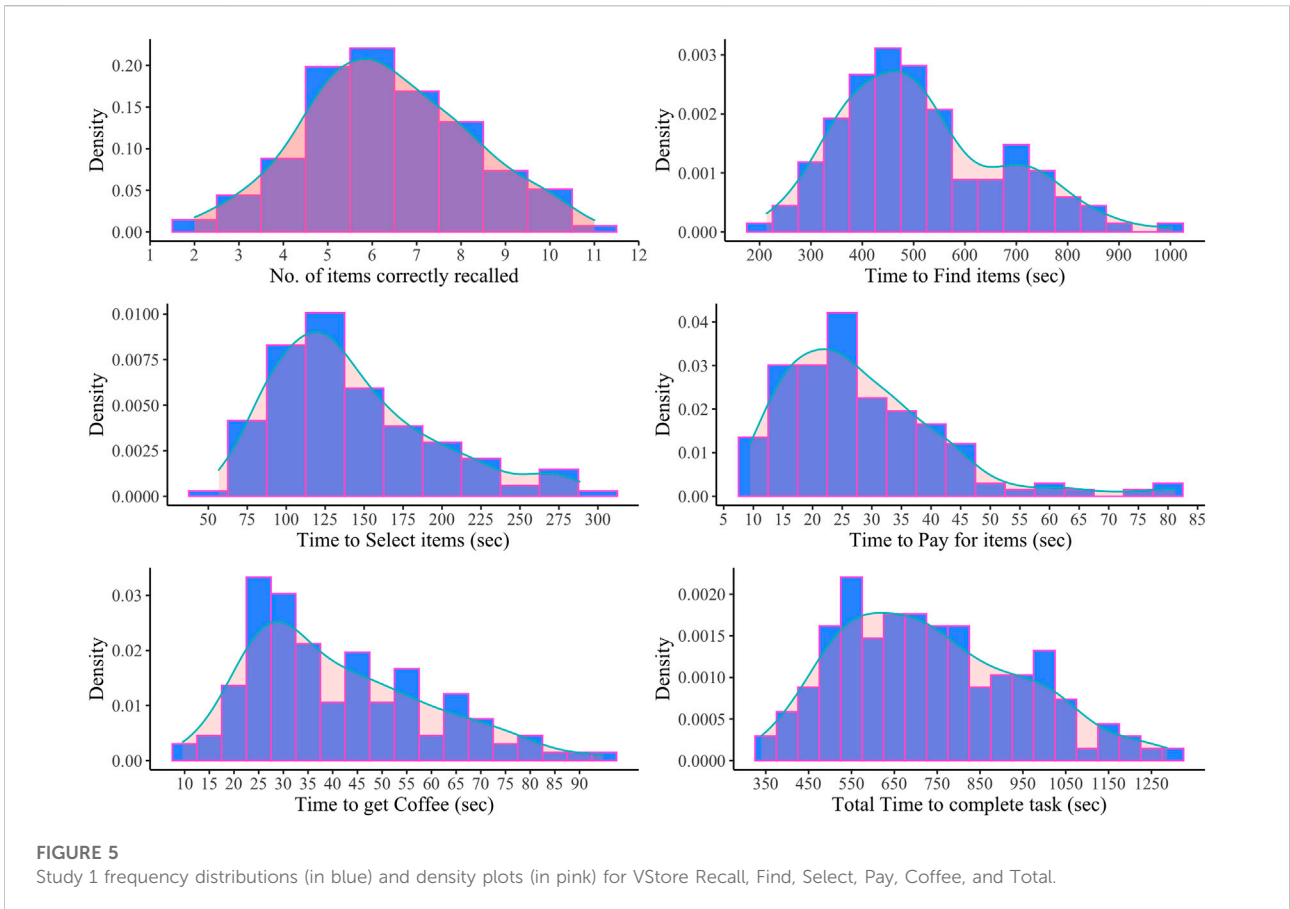 0.20
0.15
0.10
0.05
0.00
Density
1 2 3 4 5 6 7 8 9 10 11 12
No. of items correctly recalled
0.003
0.002
0.001
0.000
Density
200 300 400 500 600 700 800 900 1000
Time to Find items (sec)
0.0100
0.0075
0.0050
0.0025
0.0000
Density
50 75 100 125 150 175 200 225 250 275 300
Time to Select items (sec)
0.04
0.03
0.02
0.01
0.00
Density
5 10 15 20 25 30 35 40 45 50 55 60 65 70 75 80 85
Time to Pay for items (sec)
0.03
0.02
0.01
0.00
Density
10 15 20 25 30 35 40 45 50 55 60 65 70 75 80 85 90
Time to get Coffee (sec)
0.0020
0.0015
0.0010
0.0005
0.0000
Density
350 450 550 650 750 850 950 1050 1150 1250
Total Time to complete task (sec)
FIGURE 5
Study 1 frequency distributions (in blue) and density plots (in pink) for VStore Recall, Find, Select, Pay, Coffee, and Total.